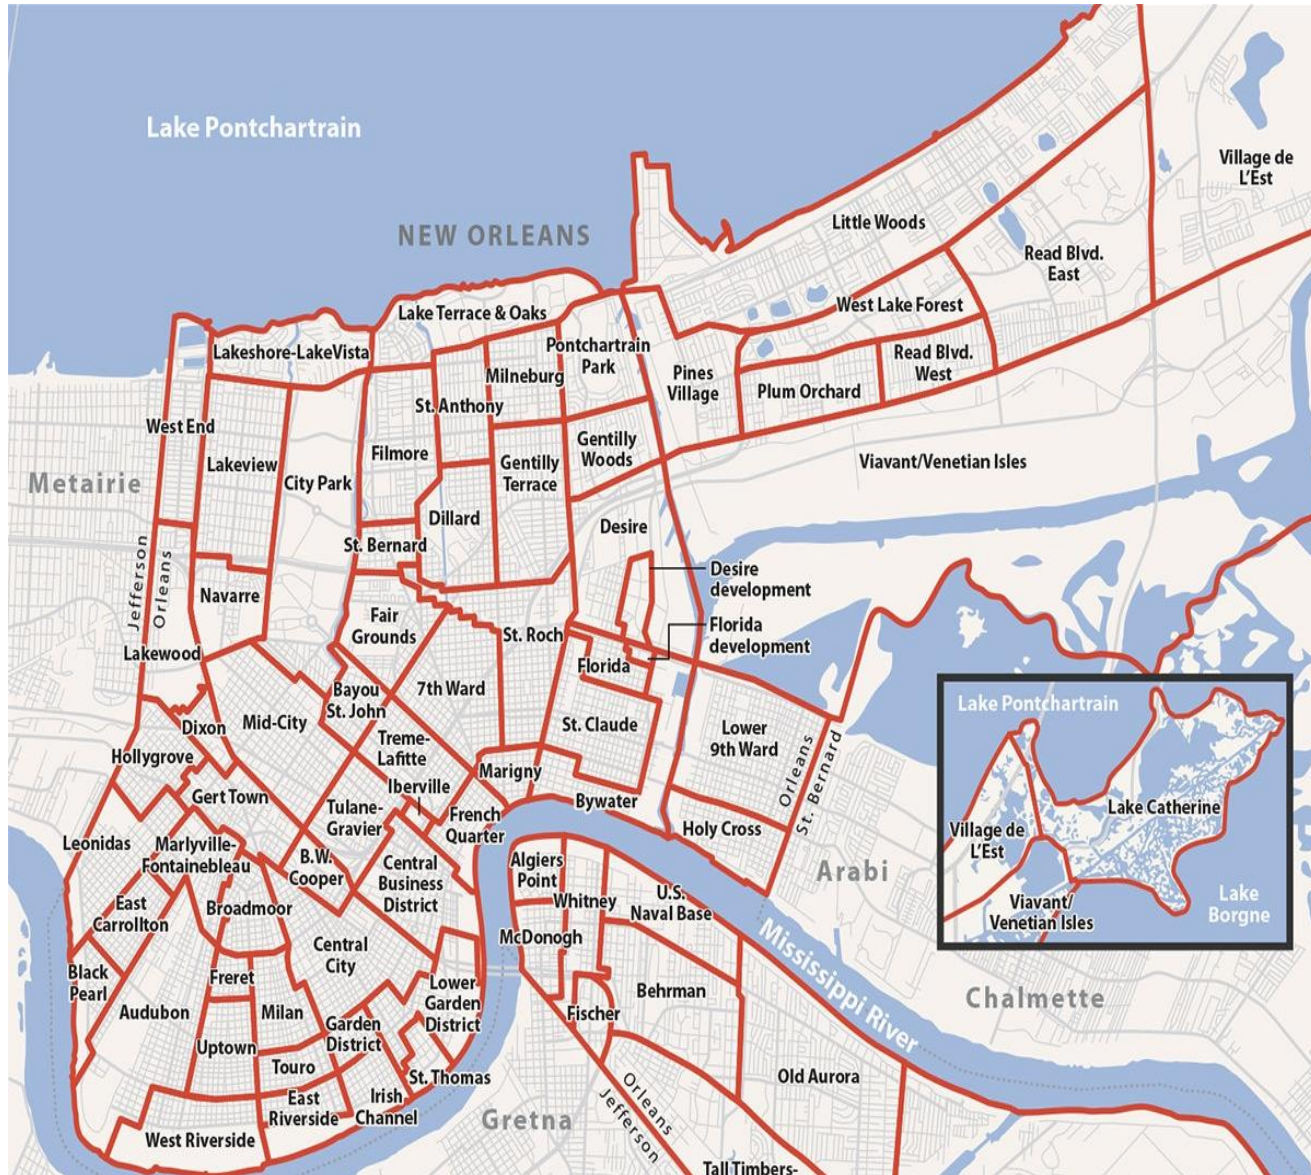 Lake Pontchartrain
Village de
L'Est
NEW ORLEANS
Little Woods
Read Blvd.
East
Lake Terrace & Oaks
West Lake Forest
Lakeshore-LakeVista
Pontchartrain
Park
Milneburg
Pines
Village
Read Blvd.
West
Plum Orchard
St. Anthony
West End
Lakeview
City Park
Filmore
Gentilly
Woods
Gentilly
Terrace
Viavant/Venetian Isles
Metairie
Dillard
Desire
St. Bernard
Jefferson
Orleans
Navarre
Desire
development
Fair
Grounds
St. Roch
Florida
development
Lakewood
Florida
Bayou
St. John
7th Ward
Dixon
Mid-City
St. Claude
Lower
9th Ward
Orleans
St. Bernard
Hollygrove
Treme-
Lafitte
Marigny
Iberville
Gert Town
Tulane-
Gravier
French
Quarter
Bywater
Holy Cross
Leonidas
Marlyville-
Fontainebleau
B.W.
Cooper
Central
Business
District
Algiers
Point
Arabi
Whitney
U.S.
Naval Base
East
Carrollton
Broadmoor
Mississippi River
McDonogh
Central
City
Black
Pearl
Freret
Lower
Garden
District
Behrman
Chalmette
Audubon
Milan
Fischer
Garden
District
Uptown
Touro
St. Thomas
Old Aurora
East
Riverside
Irish
Channel
Orleans
Jefferson
Gretna
West Riverside
Tall Timbers-
Lake Pontchartrain
Lake Catherine
Village de
L'Est
Viavant/
Venetian Isles
Lake
Borgne